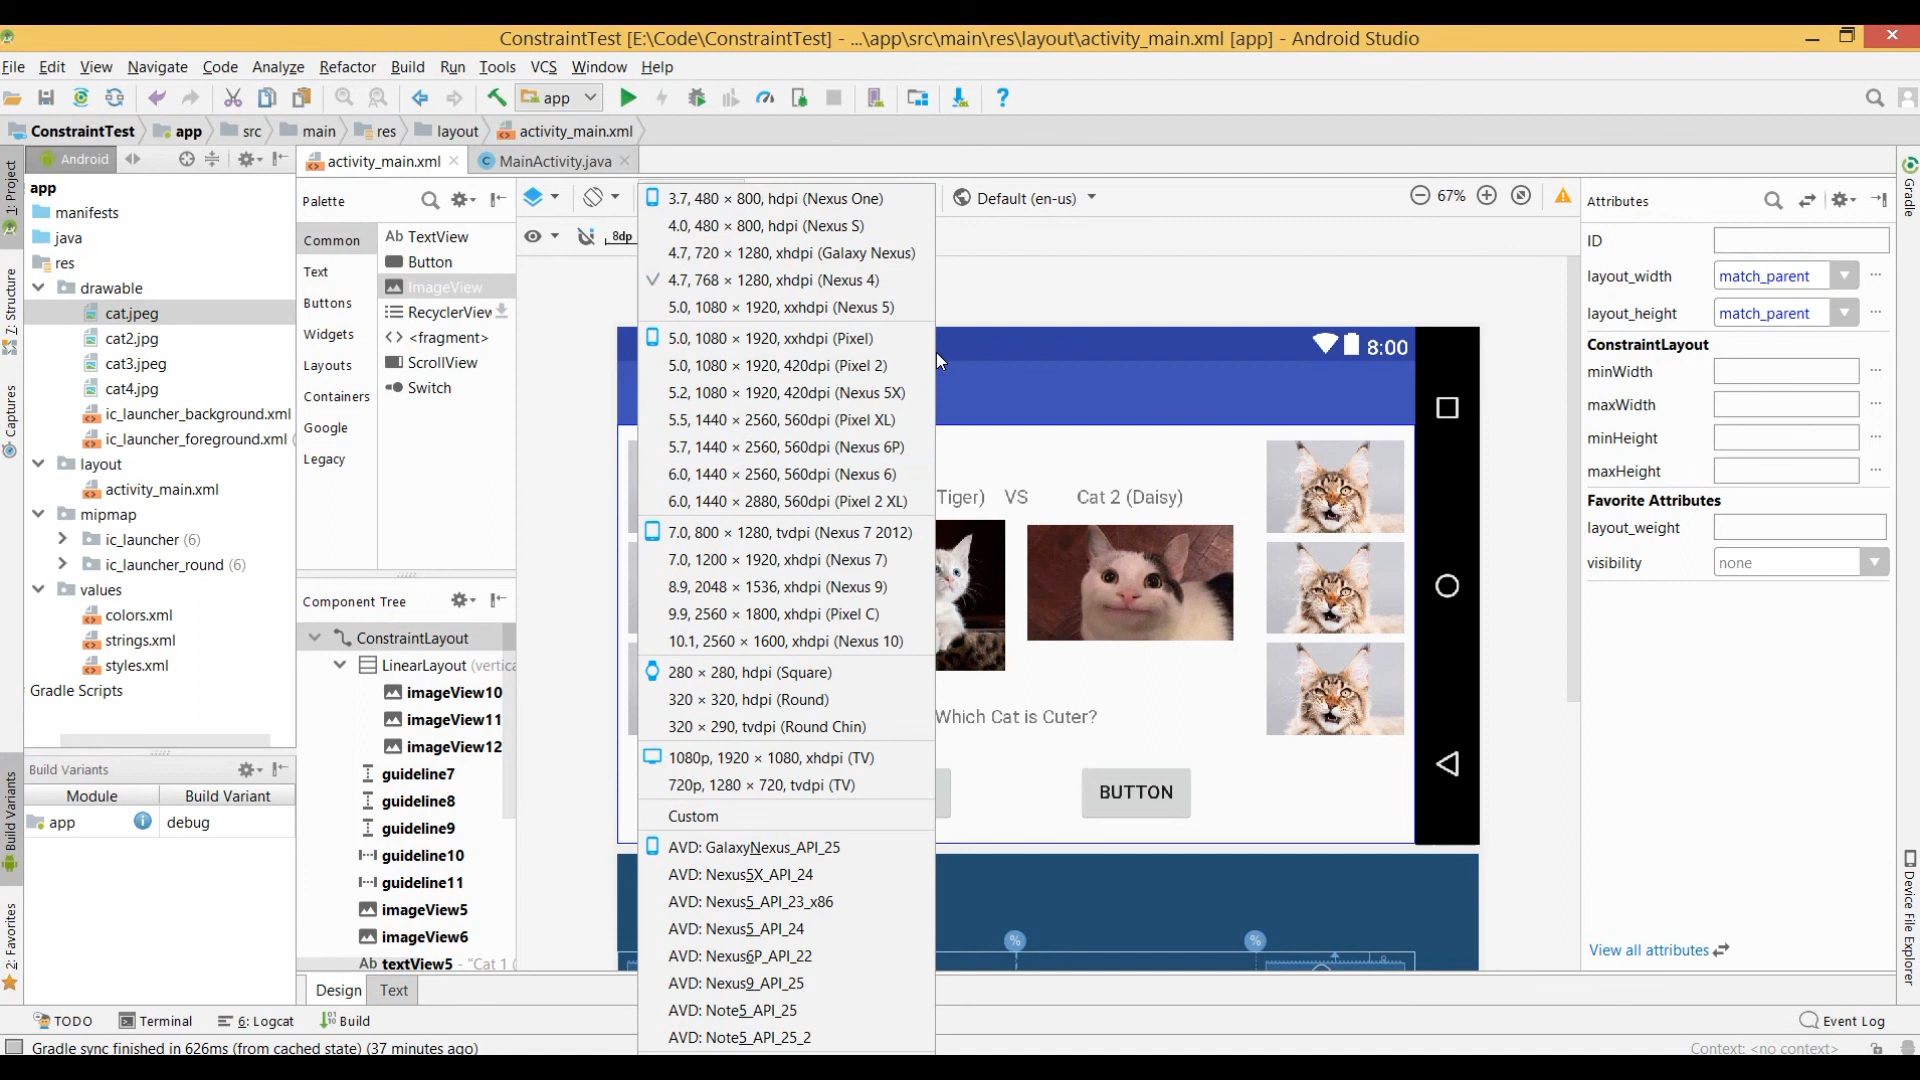 ConstraintTest [E:\Code\ConstraintTest] - ...\app\src\main\res\layout\activity_main.xml [app] - Android Studio
File Edit View Navigate Code Analyze Refactor Build Run Tools VCS Window Help
app
ConstraintTest app src main res layout activity_main.xml
1: Project
Z: Structure
Captures
Build Variants
2: Favorites
Android
app
manifests
java
res
drawable
cat.jpeg
cat2.jpg
cat3.jpeg
cat4.jpg
ic_launcher_background.xml
ic_launcher_foreground.xml (
layout
activity_main.xml
mipmap
ic_launcher (6)
ic_launcher_round (6)
values
colors.xml
strings.xml
styles.xml
Gradle Scripts
Build Variants
Module Build Variant
app debug
activity_main.xml MainActivity.java
Palette
Common
Text
Buttons
Widgets
Layouts
Containers
Google
Legacy
Ab TextView
Button
ImageView
RecyclerView
<> <fragment>
ScrollView
Switch
Component Tree
ConstraintLayout
LinearLayout (vertica
imageView10
imageView11
imageView12
guideline7
guideline8
guideline9
guideline10
guideline11
imageView5
imageView6
Ab textView5 - "Cat 1 (
Design Text
8dp
3.7, 480 × 800, hdpi (Nexus One)
4.0, 480 × 800, hdpi (Nexus S)
4.7, 720 × 1280, xhdpi (Galaxy Nexus)
4.7, 768 × 1280, xhdpi (Nexus 4)
5.0, 1080 × 1920, xxhdpi (Nexus 5)
5.0, 1080 × 1920, xxhdpi (Pixel)
5.0, 1080 × 1920, 420dpi (Pixel 2)
5.2, 1080 × 1920, 420dpi (Nexus 5X)
5.5, 1440 × 2560, 560dpi (Pixel XL)
5.7, 1440 × 2560, 560dpi (Nexus 6P)
6.0, 1440 × 2560, 560dpi (Nexus 6)
6.0, 1440 × 2880, 560dpi (Pixel 2 XL)
7.0, 800 × 1280, tvdpi (Nexus 7 2012)
7.0, 1200 × 1920, xhdpi (Nexus 7)
8.9, 2048 × 1536, xhdpi (Nexus 9)
9.9, 2560 × 1800, xhdpi (Pixel C)
10.1, 2560 × 1600, xhdpi (Nexus 10)
280 × 280, hdpi (Square)
320 × 320, hdpi (Round)
320 × 290, tvdpi (Round Chin)
1080p, 1920 × 1080, xhdpi (TV)
720p, 1280 × 720, tvdpi (TV)
Custom
AVD: GalaxyNexus_API_25
AVD: Nexus5X_API_24
AVD: Nexus5_API_23_x86
AVD: Nexus5_API_24
AVD: Nexus6P_API_22
AVD: Nexus9_API_25
AVD: Note5_API_25
AVD: Note5_API_25_2
Default (en-us)
67%
8:00
Tiger) VS Cat 2 (Daisy)
Which Cat is Cuter?
BUTTON
% %
Attributes
ID
layout_width match_parent ...
layout_height match_parent ...
ConstraintLayout
minWidth ...
maxWidth ...
minHeight ...
maxHeight ...
Favorite Attributes
layout_weight
visibility none
View all attributes
Gradle
Device File Explorer
TODO Terminal 6: Logcat Build Event Log
Gradle sync finished in 626ms (from cached state) (37 minutes ago) Context: <no context>